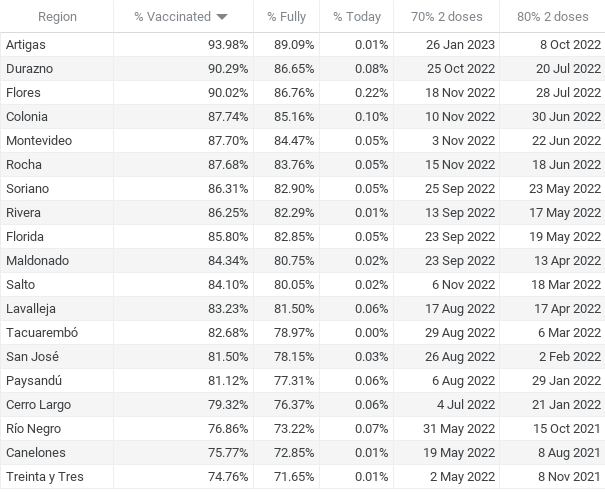 Region % Vaccinated % Fully % Today 70% 2 doses 80% 2 doses
Artigas 93.98% 89.09% 0.01% 26 Jan 2023 8 Oct 2022
Durazno 90.29% 86.65% 0.08% 25 Oct 2022 20 Jul 2022
Flores 90.02% 86.76% 0.22% 18 Nov 2022 28 Jul 2022
Colonia 87.74% 85.16% 0.10% 10 Nov 2022 30 Jun 2022
Montevideo 87.70% 84.47% 0.05% 3 Nov 2022 22 Jun 2022
Rocha 87.68% 83.76% 0.05% 15 Nov 2022 18 Jun 2022
Soriano 86.31% 82.90% 0.05% 25 Sep 2022 23 May 2022
Rivera 86.25% 82.29% 0.01% 13 Sep 2022 17 May 2022
Florida 85.80% 82.85% 0.05% 23 Sep 2022 19 May 2022
Maldonado 84.34% 80.75% 0.02% 23 Sep 2022 13 Apr 2022
Salto 84.10% 80.05% 0.02% 6 Nov 2022 18 Mar 2022
Lavalleja 83.23% 81.50% 0.06% 17 Aug 2022 17 Apr 2022
Tacuarembó 82.68% 78.97% 0.00% 29 Aug 2022 6 Mar 2022
San José 81.50% 78.15% 0.03% 26 Aug 2022 2 Feb 2022
Paysandú 81.12% 77.31% 0.06% 6 Aug 2022 29 Jan 2022
Cerro Largo 79.32% 76.37% 0.06% 4 Jul 2022 21 Jan 2022
Río Negro 76.86% 73.22% 0.07% 31 May 2022 15 Oct 2021
Canelones 75.77% 72.85% 0.01% 19 May 2022 8 Aug 2021
Treinta y Tres 74.76% 71.65% 0.01% 2 May 2022 8 Nov 2021